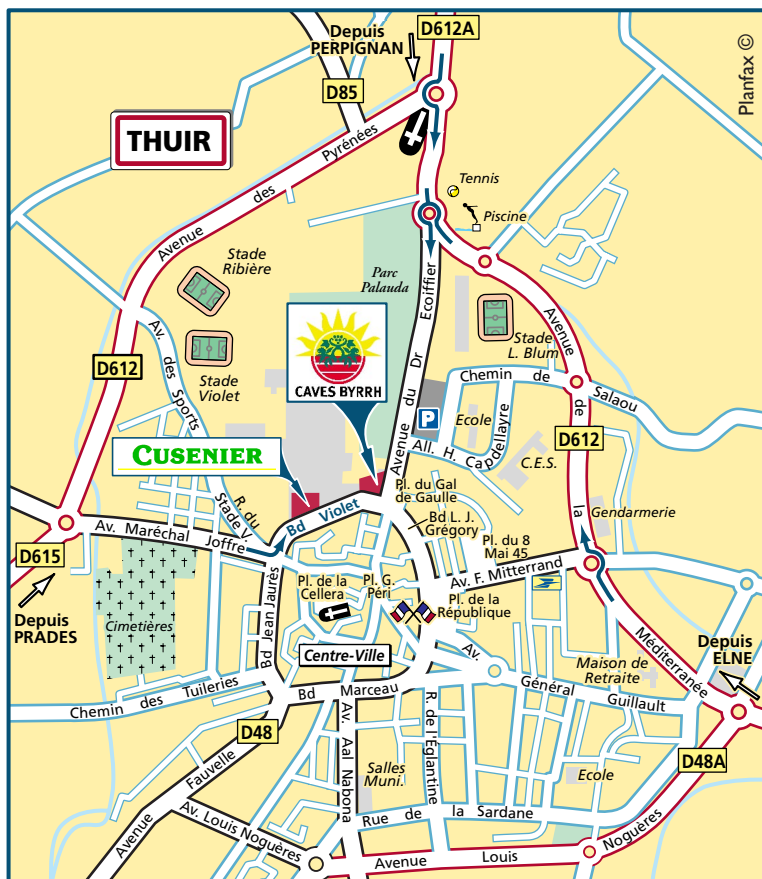 Depuis
PERPIGNAN
D612A
Planfax ©
D85
THUIR
Avenue des Pyrénées
Tennis
Piscine
Stade
Ribière
Parc
Palauda
Avenue du Dr Ecoiffier
Stade
L. Blum
Avenue de la Méditerranée
D612
Av. des Sports
Stade
Violet
CAVES BYRRH
Chemin de Salaou
P
Ecole
All. H. Capdellayre
C.E.S.
D612
CUSENIER
R. du
Stade V.
Bd Violet
Pl. du Gal
de Gaulle
Bd L. J.
Grégory
Gendarmerie
Av. Maréchal Joffre
Pl. du 8
Mai 45
D615
Depuis
PRADES
Cimetières
Bd Jean Jaurès
Pl. de la
Cellera
Pl. G.
Péri
Av. F. Mitterrand
Pl. de la
République
Centre-Ville
Depuis
ELNE
Maison de
Retraite
Av. Général Guillault
Chemin des Tuileries
Bd Marceau
D48
Av. Aal Nabona
R. de l'Églantine
D48A
Avenue Fauvelle
Salles
Muni.
Ecole
Av. Louis Noguères
Rue de la Sardane
Avenue Louis Noguères